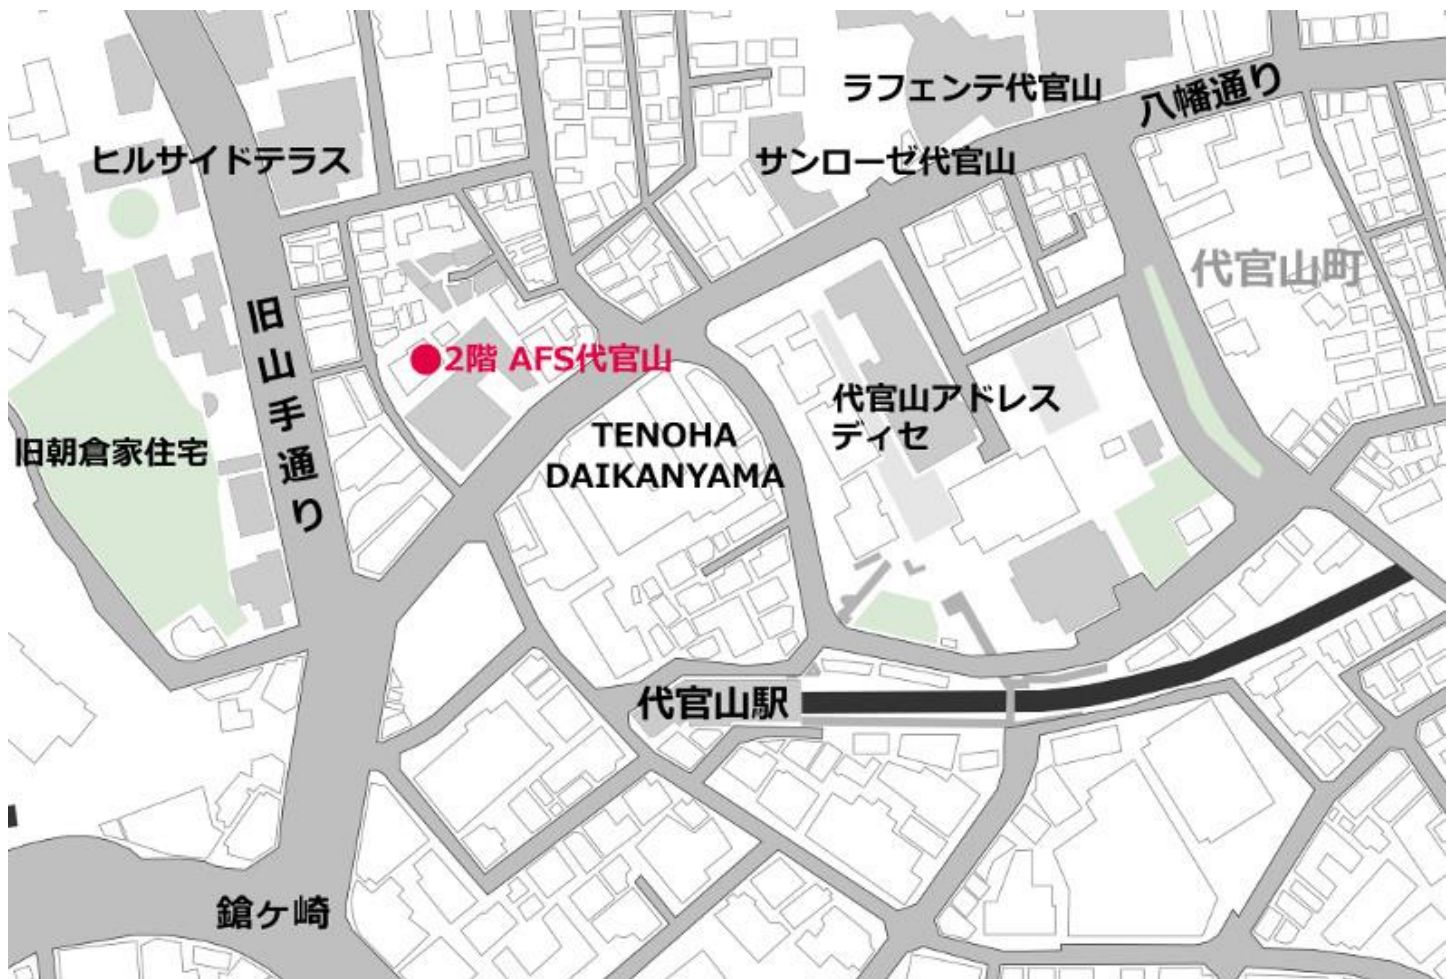 ラフェンテ代官山
八幡通り
ヒルサイドテラス
サンローゼ代官山
代官山町
旧山手通り
2階 AFS代官山
代官山アドレス
ディセ
TENOHA
DAIKANYAMA
旧朝倉家住宅
代官山駅
鎗ヶ崎